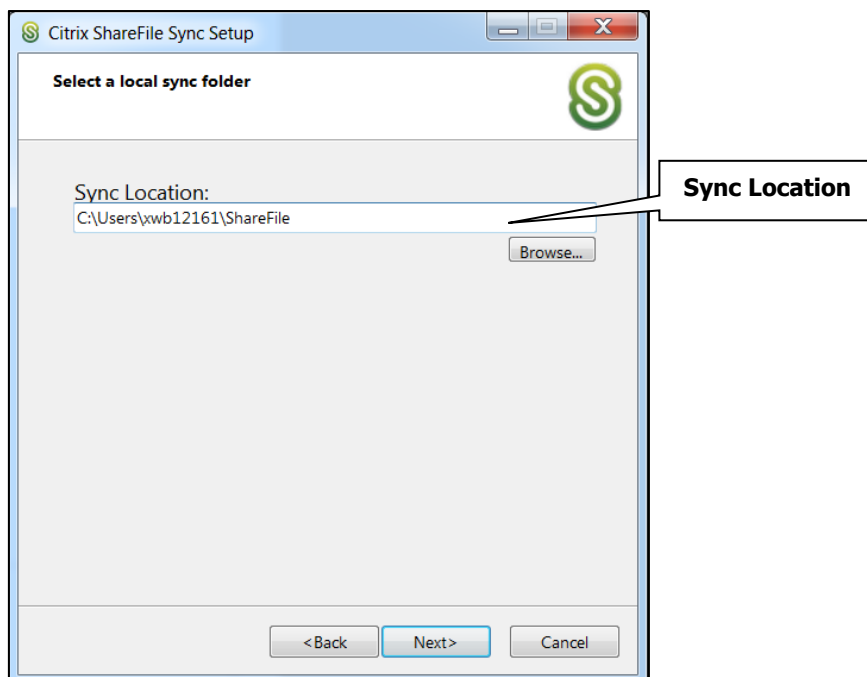 Citrix ShareFile Sync Setup
Select a local sync folder
Sync Location:
C:\Users\xwb12161\ShareFile
Sync Location
Browse...
<Back
Next>
Cancel